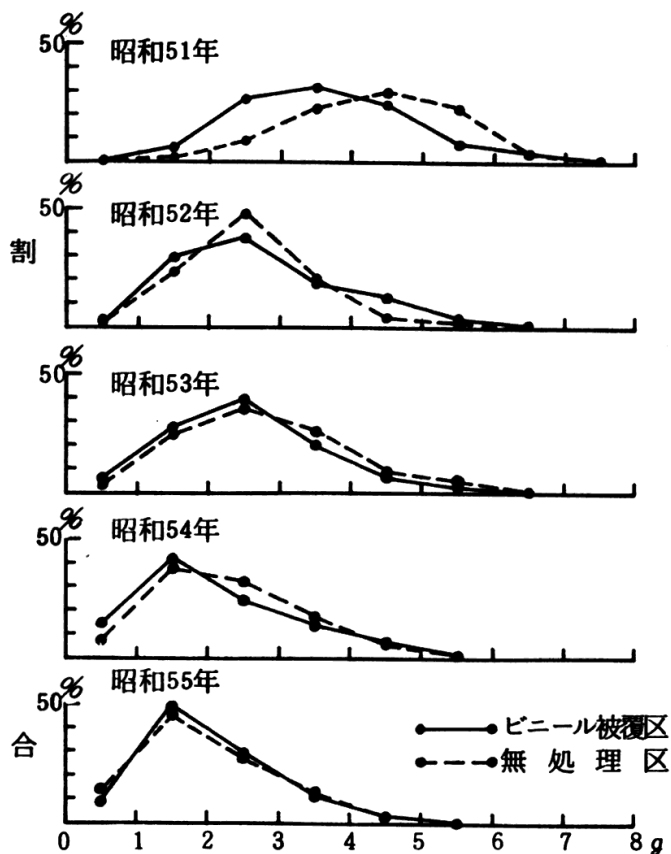 %
50 昭和51年
%
50 昭和52年
割
%
50 昭和53年
%
50 昭和54年
%
50 昭和55年
合
ビニール被覆区
無処理区
0 1 2 3 4 5 6 7 8 g